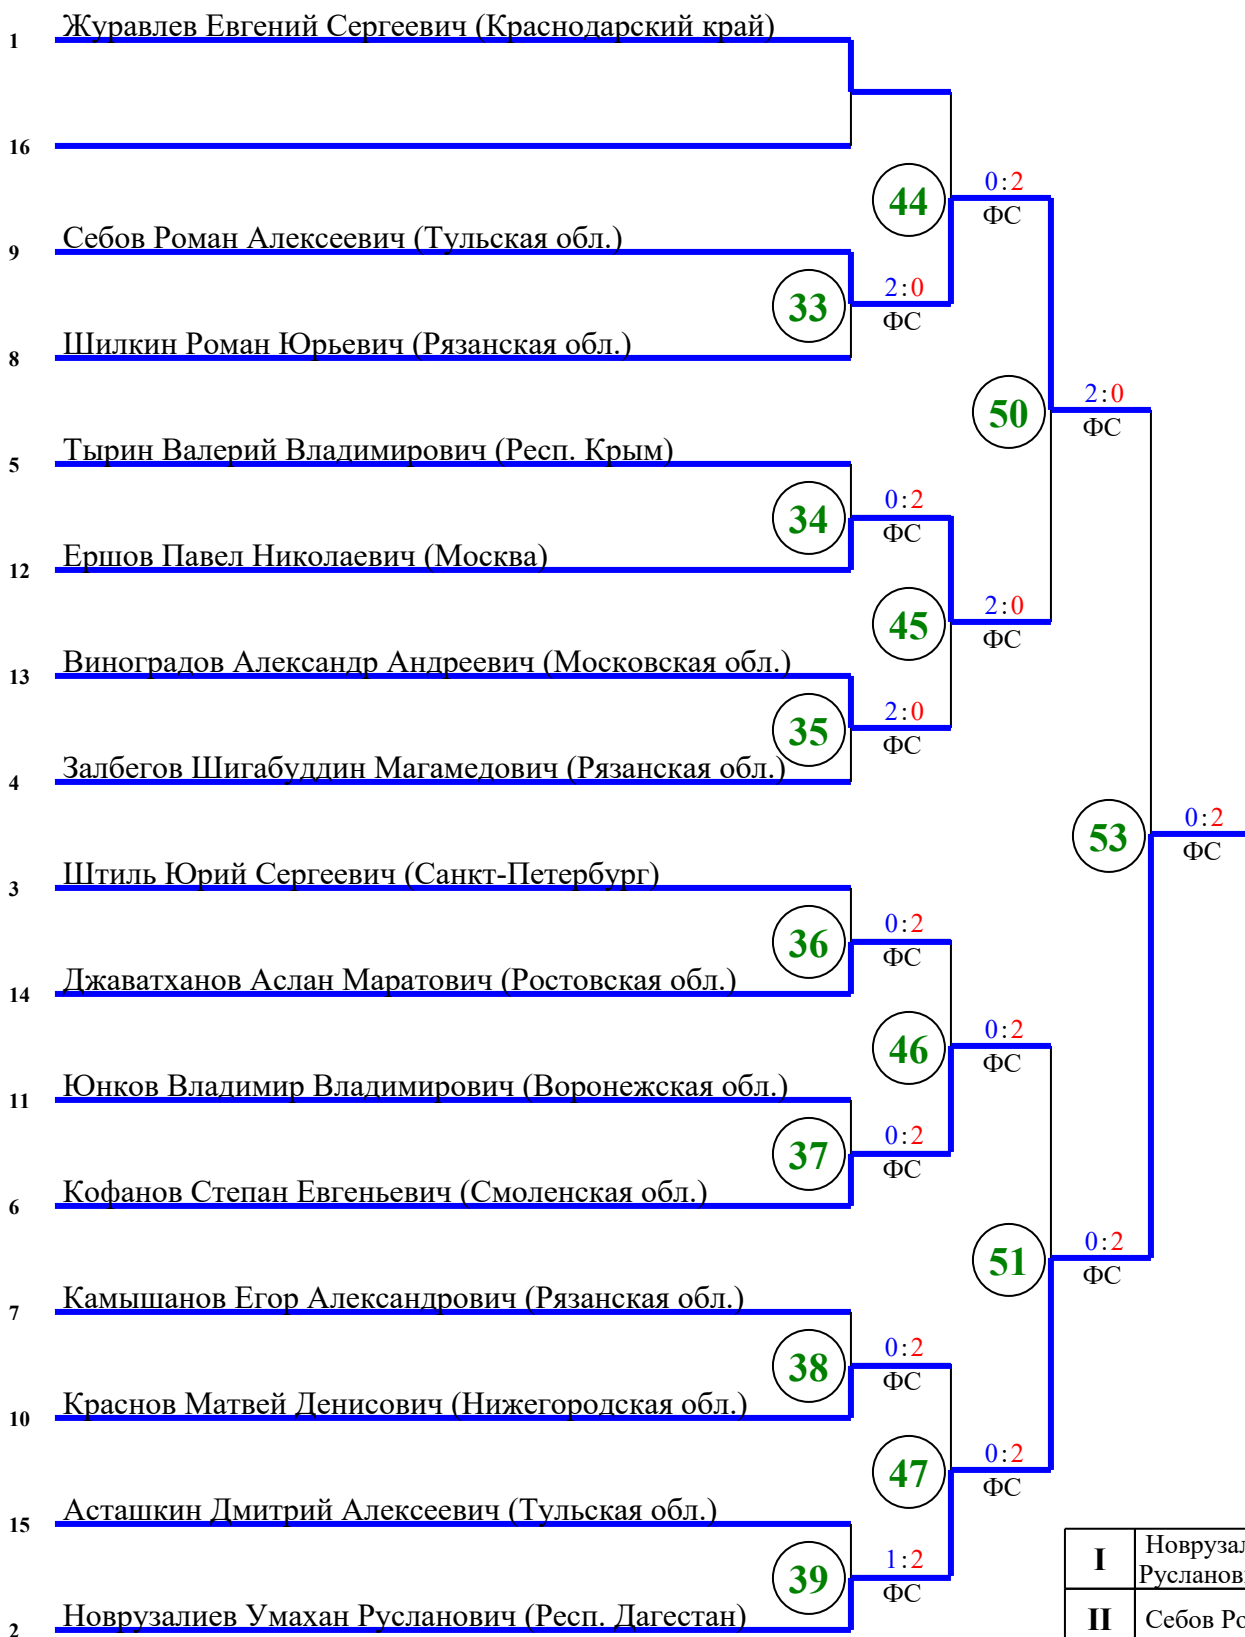 1 Журавлев Евгений Сергеевич (Краснодарский край)
16
44 0:2
ФС
9 Себов Роман Алексеевич (Тульская обл.)
33 2:0
ФС
8 Шилкин Роман Юрьевич (Рязанская обл.)
50 2:0
ФС
5 Тырин Валерий Владимирович (Респ. Крым)
34 0:2
ФС
12 Ершов Павел Николаевич (Москва)
45 2:0
ФС
13 Виноградов Александр Андреевич (Московская обл.)
35 2:0
ФС
4 Залбегов Шигабуддин Магамедович (Рязанская обл.)
53 0:2
ФС
3 Штиль Юрий Сергеевич (Санкт-Петербург)
36 0:2
ФС
14 Джаватханов Аслан Маратович (Ростовская обл.)
46 0:2
ФС
11 Юнков Владимир Владимирович (Воронежская обл.)
37 0:2
ФС
6 Кофанов Степан Евгеньевич (Смоленская обл.)
51 0:2
ФС
7 Камышанов Егор Александрович (Рязанская обл.)
38 0:2
ФС
10 Краснов Матвей Денисович (Нижегородская обл.)
47 0:2
ФС
15 Асташкин Дмитрий Алексеевич (Тульская обл.)
39 1:2
ФС
2 Новрузалиев Умахан Русланович (Респ. Дагестан)
I
II Себов